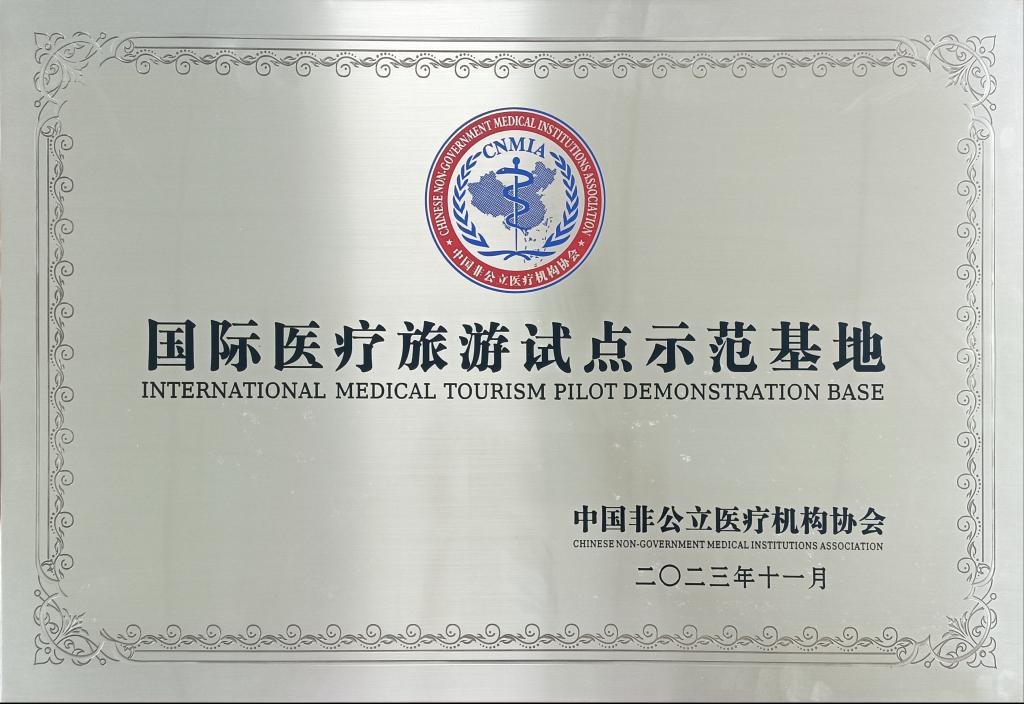 CHINESE NON-GOVERNMENT MEDICAL INSTITUTIONS ASSOCIATION
CNMIA
中国非公立医疗机构协会
国际医疗旅游试点示范基地
INTERNATIONAL MEDICAL TOURISM PILOT DEMONSTRATION BASE
中国非公立医疗机构协会
CHINESE NON-GOVERNMENT MEDICAL INSTITUTIONS ASSOCIATION
二〇二三年十一月